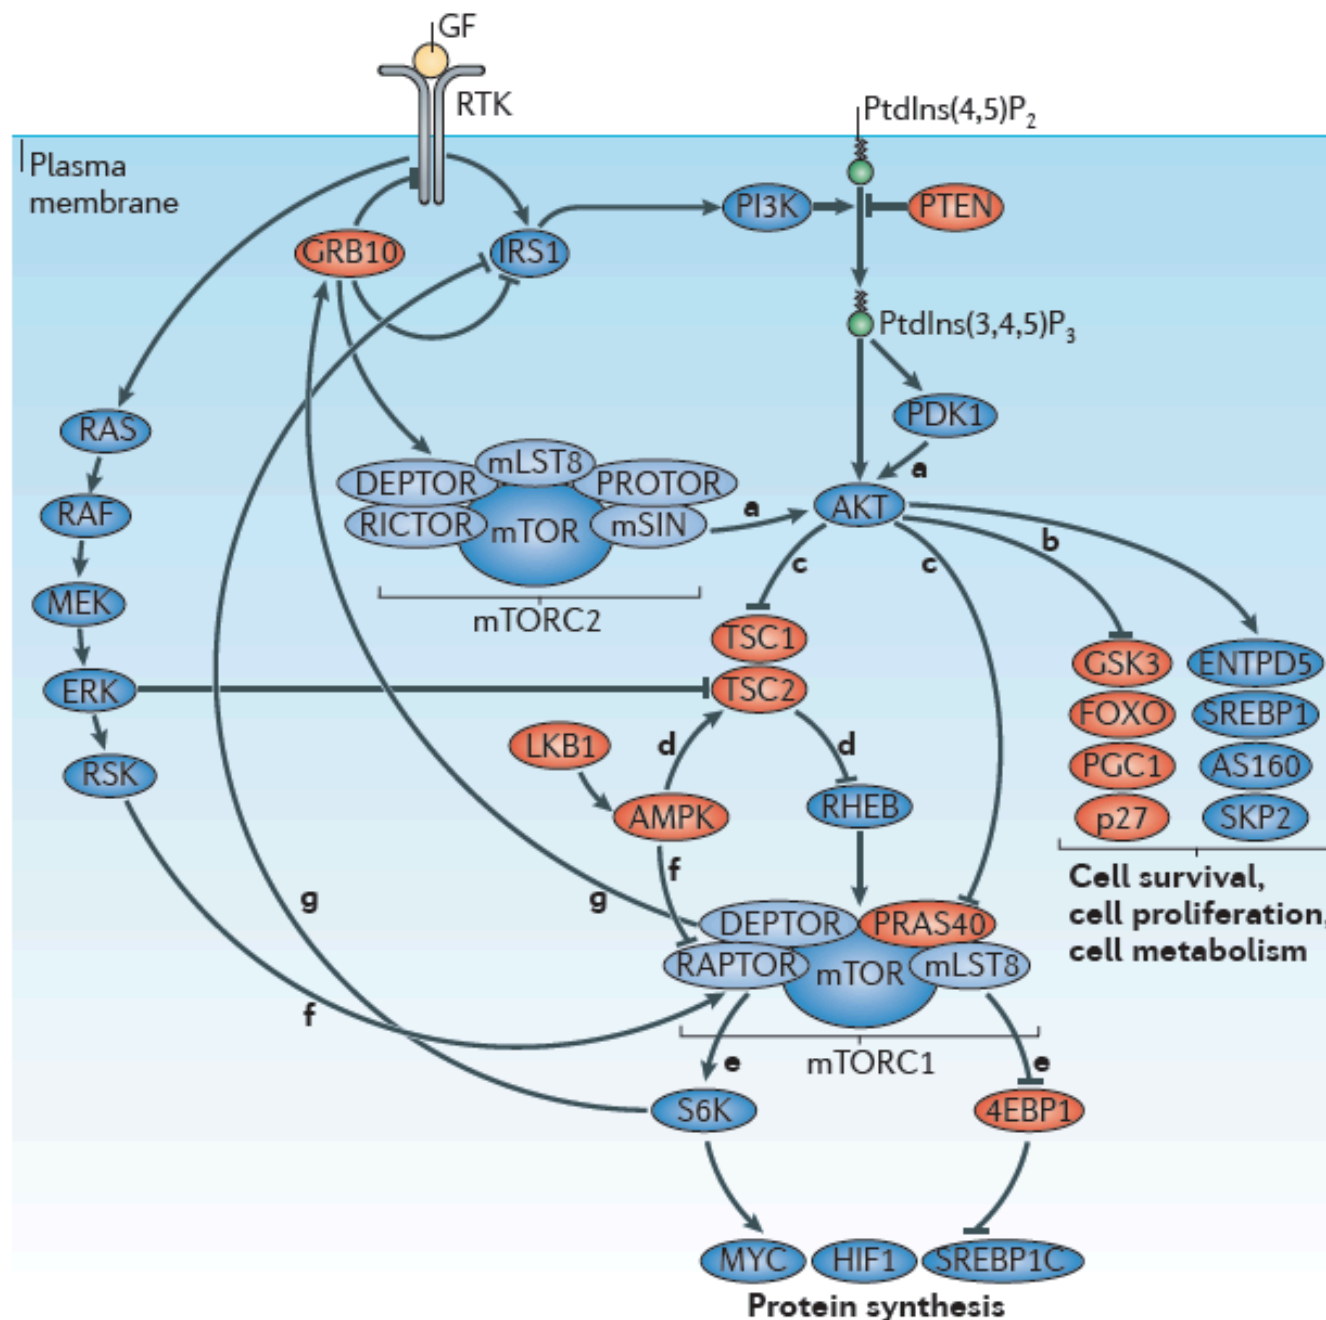 GF
RTK
PtdIns(4,5)P2
Plasma
membrane
PI3K
PTEN
GRB10
IRS1
PtdIns(3,4,5)P3
PDK1
RAS
mLST8
DEPTOR
PROTOR
a
RAF
RICTOR
mTOR
mSIN
a
AKT
b
c
c
MEK
mTORC2
TSC1
GSK3
ENTPD5
ERK
TSC2
FOXO
SREBP1
LKB1
d
d
RSK
PGC1
AS160
AMPK
RHEB
p27
SKP2
f
Cell survival,
cell proliferation,
cell metabolism
g
g
DEPTOR
PRAS40
RAPTOR
mTOR
mLST8
f
mTORC1
e
e
S6K
4EBP1
MYC
HIF1
SREBP1C
Protein synthesis